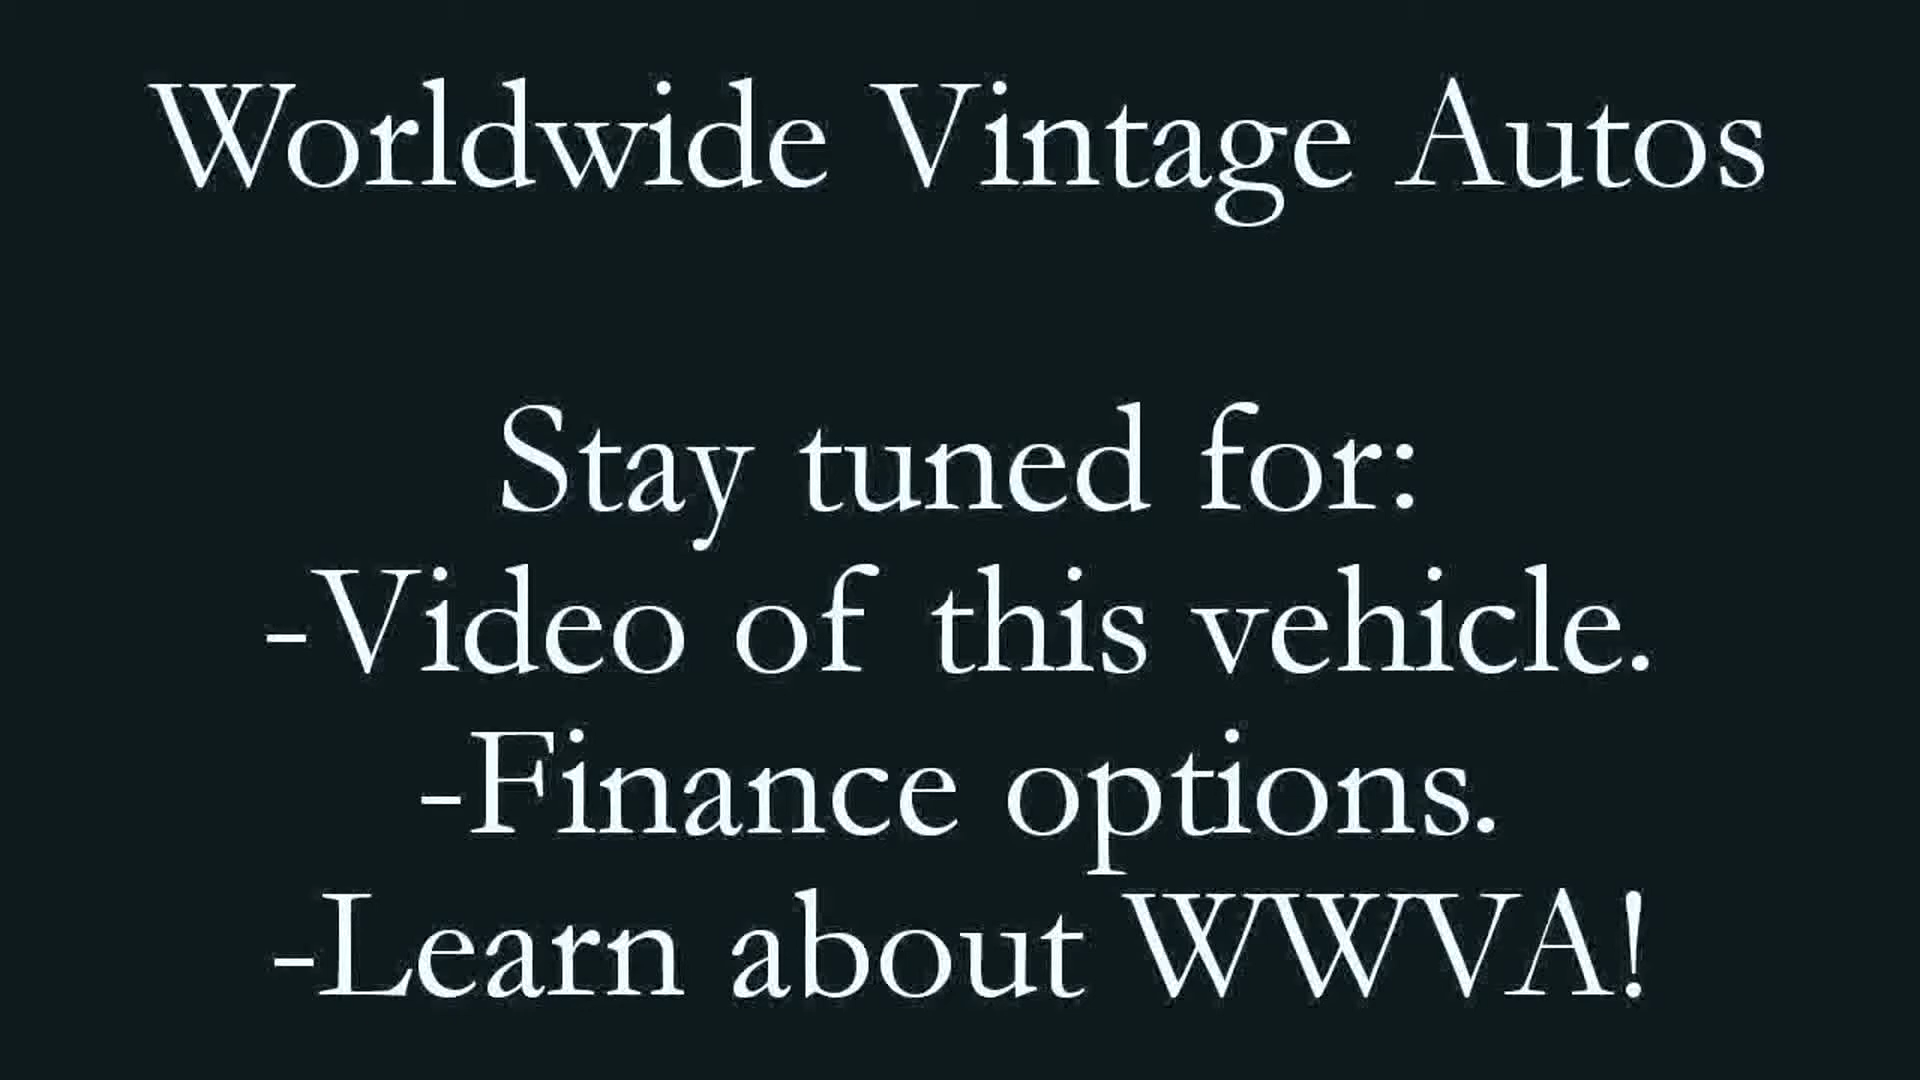 Worldwide Vintage Autos
Stay tuned for:
-Video of this vehicle.
-Finance options.
-Learn about WWVA!